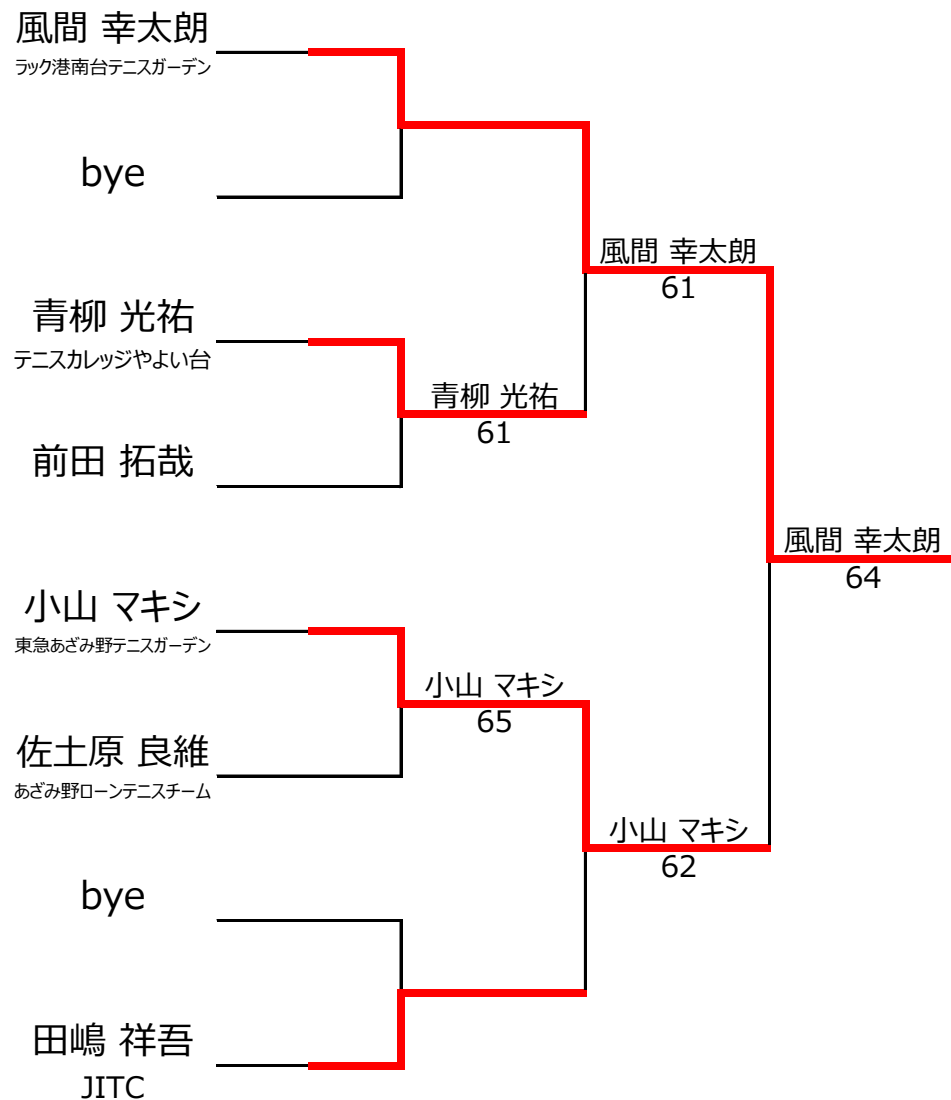 風間 幸太朗
ラック港南台テニスガーデン
bye
青柳 光祐
テニスカレッジやよい台
前田 拓哉
小山 マキシ
東急あざみ野テニスガーデン
佐土原 良維
あざみ野ローンテニスチーム
bye
田嶋 祥吾
JITC
青柳 光祐
61
小山 マキシ
65
風間 幸太朗
61
小山 マキシ
62
風間 幸太朗
64